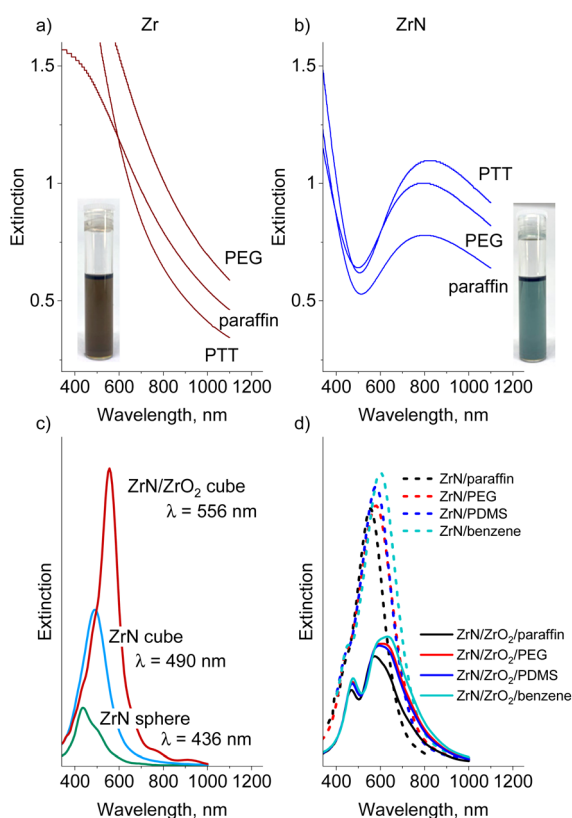 a)
Zr
Extinction
1.5
1
0.5
PEG
paraffin
PTT
400 600 800 1000 1200
Wavelength, nm
b)
ZrN
Extinction
1.5
1
0.5
PTT
PEG
paraffin
400 600 800 1000 1200
Wavelength, nm
c)
Extinction
ZrN/ZrO₂ cube
λ = 556 nm
ZrN cube
λ = 490 nm
ZrN sphere
λ = 436 nm
400 600 800 1000 1200
Wavelength, nm
d)
Extinction
ZrN/paraffin
ZrN/PEG
ZrN/PDMS
ZrN/benzene
ZrN/ZrO₂/paraffin
ZrN/ZrO₂/PEG
ZrN/ZrO₂/PDMS
ZrN/ZrO₂/benzene
400 600 800 1000 1200
Wavelength, nm